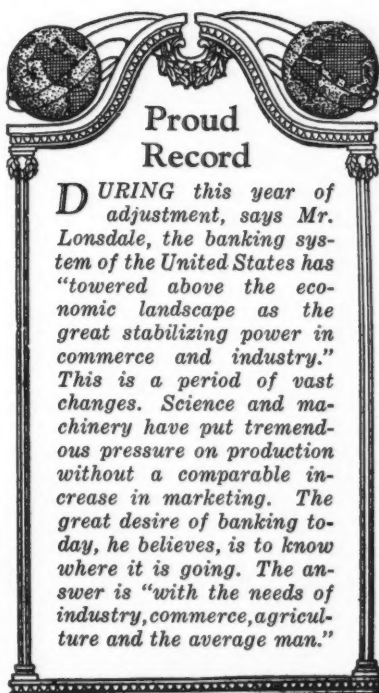 Proud
Record
DURING this year of
adjustment, says Mr.
Lonsdale, the banking sys-
tem of the United States has
“towered above the eco-
nomic landscape as the
great stabilizing power in
commerce and industry.”
This is a period of vast
changes. Science and ma-
chinery have put tremend-
ous pressure on production
without a comparable in-
crease in marketing. The
great desire of banking to-
day, he believes, is to know
where it is going. The an-
swer is “with the needs of
industry, commerce, agricul-
ture and the average man.”